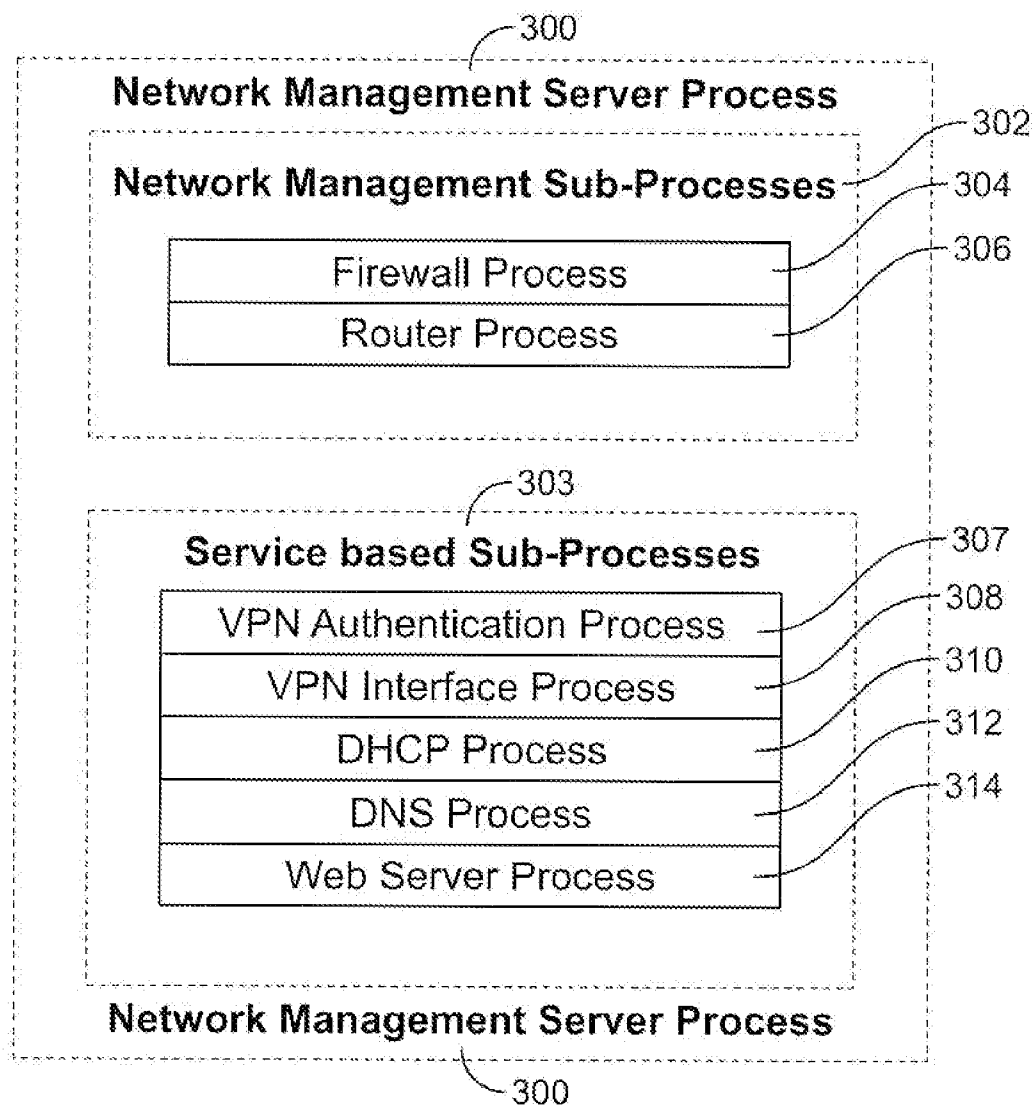 300
Network Management Server Process
302
Network Management Sub-Processes
304
Firewall Process
306
Router Process
303
Service based Sub-Processes
307
VPN Authentication Process
308
VPN Interface Process
310
DHCP Process
312
DNS Process
314
Web Server Process
Network Management Server Process
300